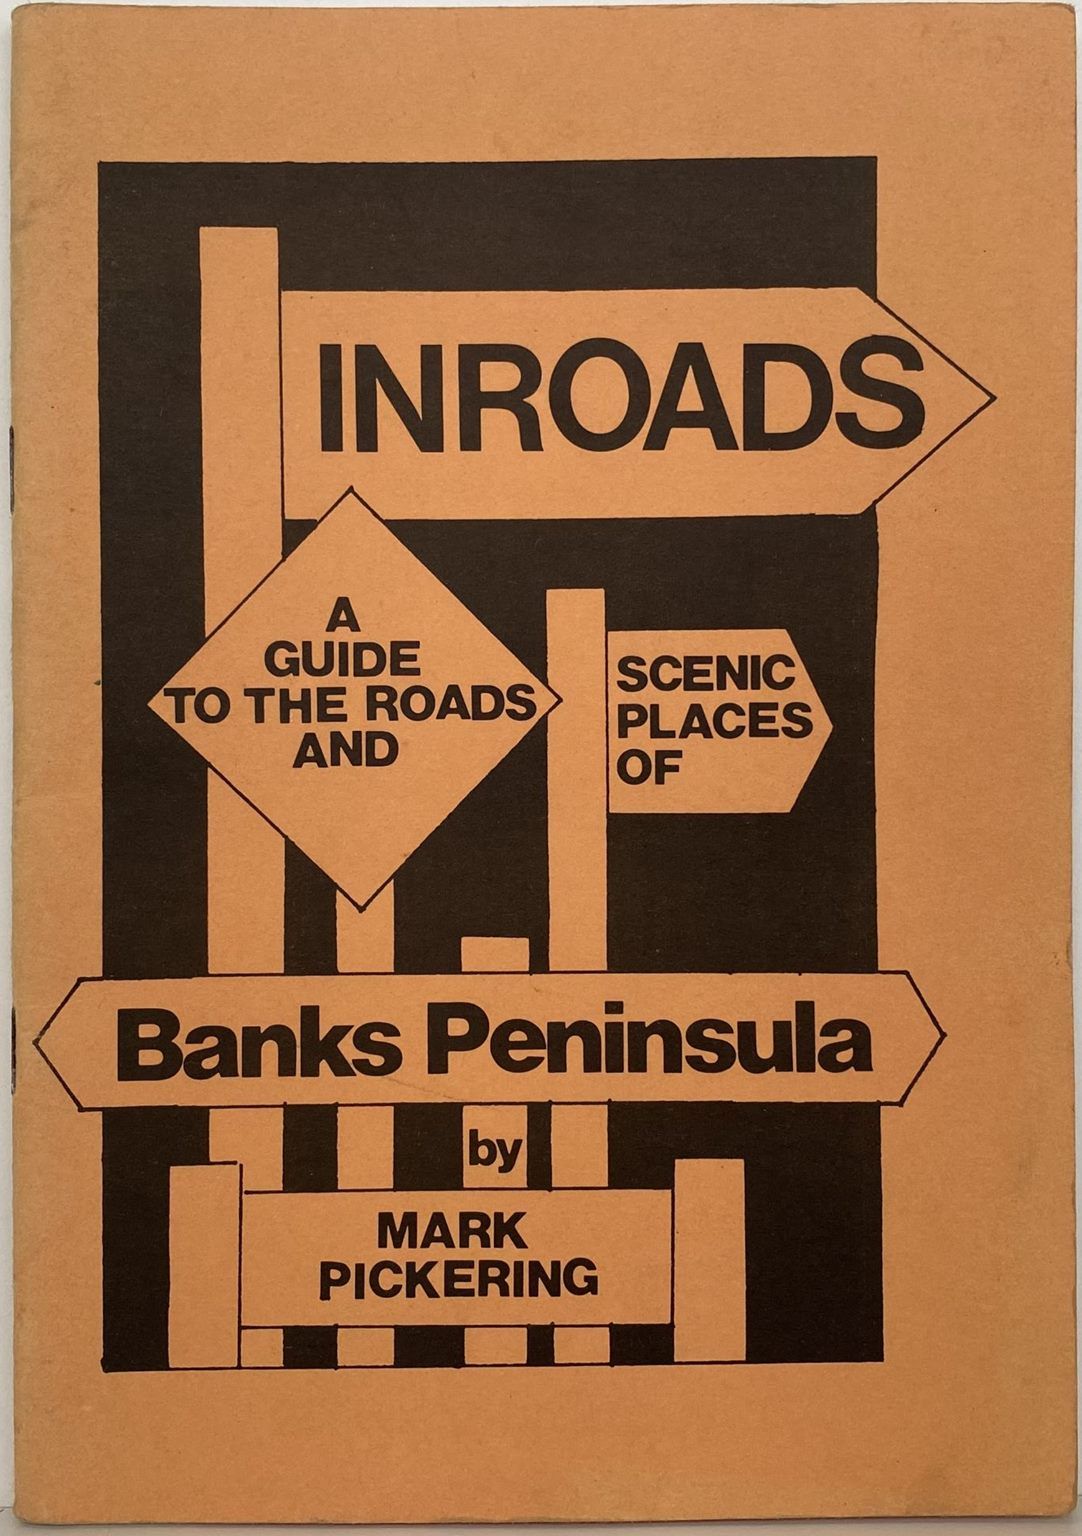 INROADS
A
GUIDE
TO THE ROADS
AND
SCENIC
PLACES
OF
Banks Peninsula
by
MARK
PICKERING